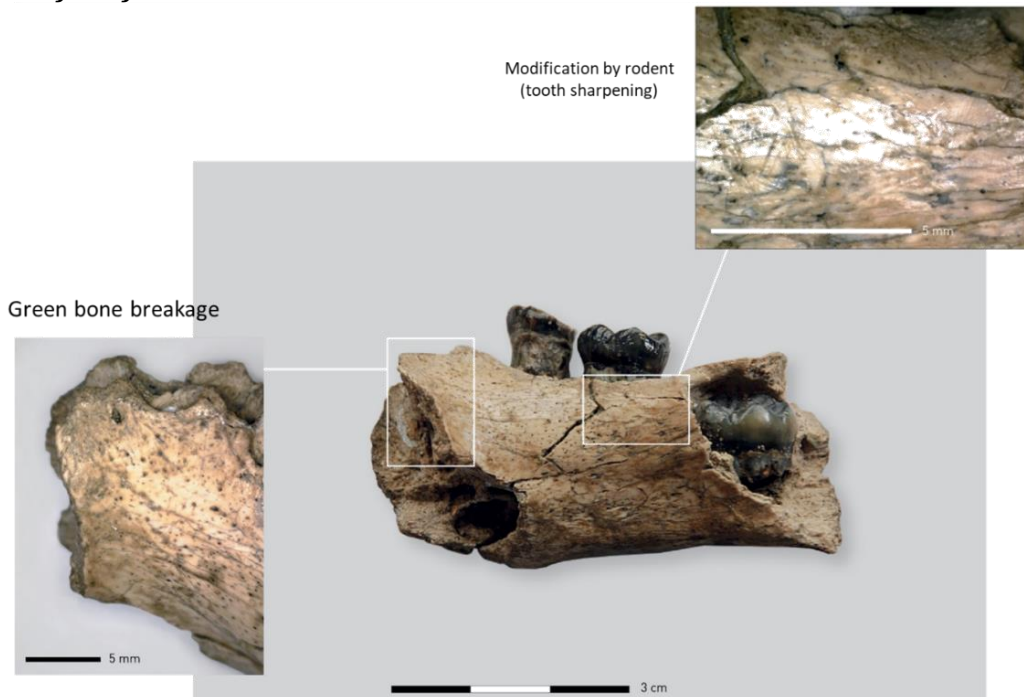 Modification by rodent
(tooth sharpening)
5 mm
Green bone breakage
5 mm
3 cm